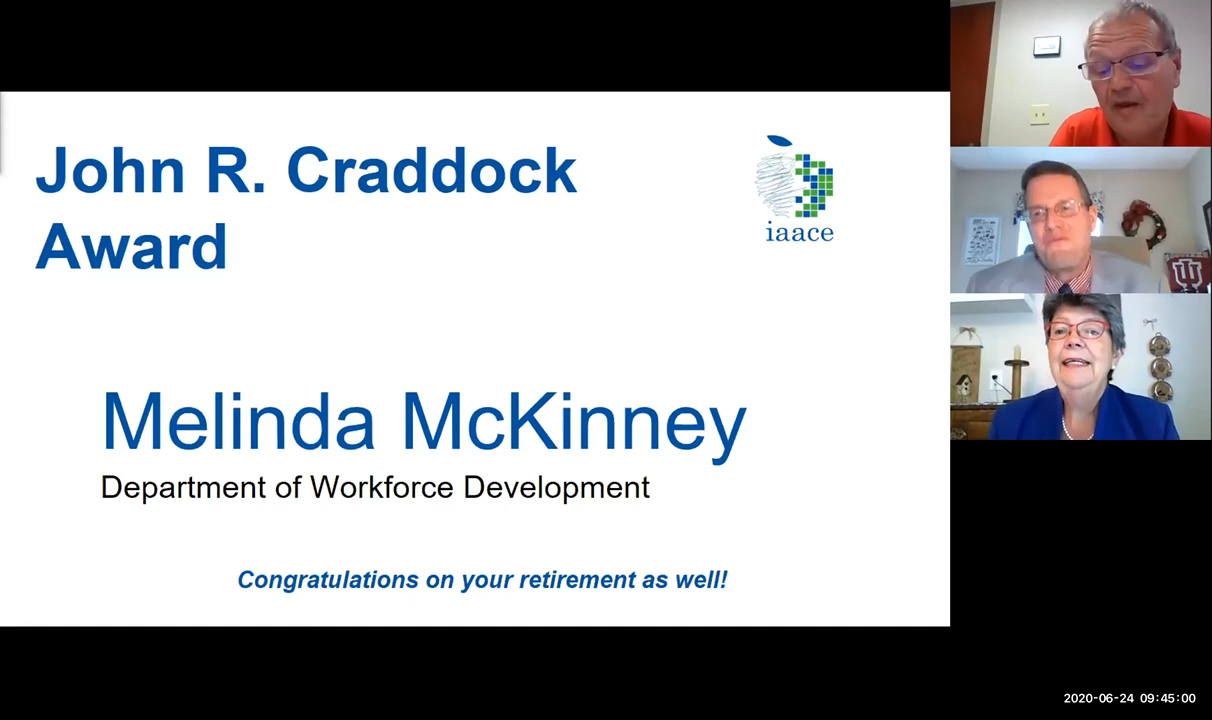 John R. Craddock
Award
iaace
Melinda McKinney
Department of Workforce Development
Congratulations on your retirement as well!
2020-06-24 09:45:00